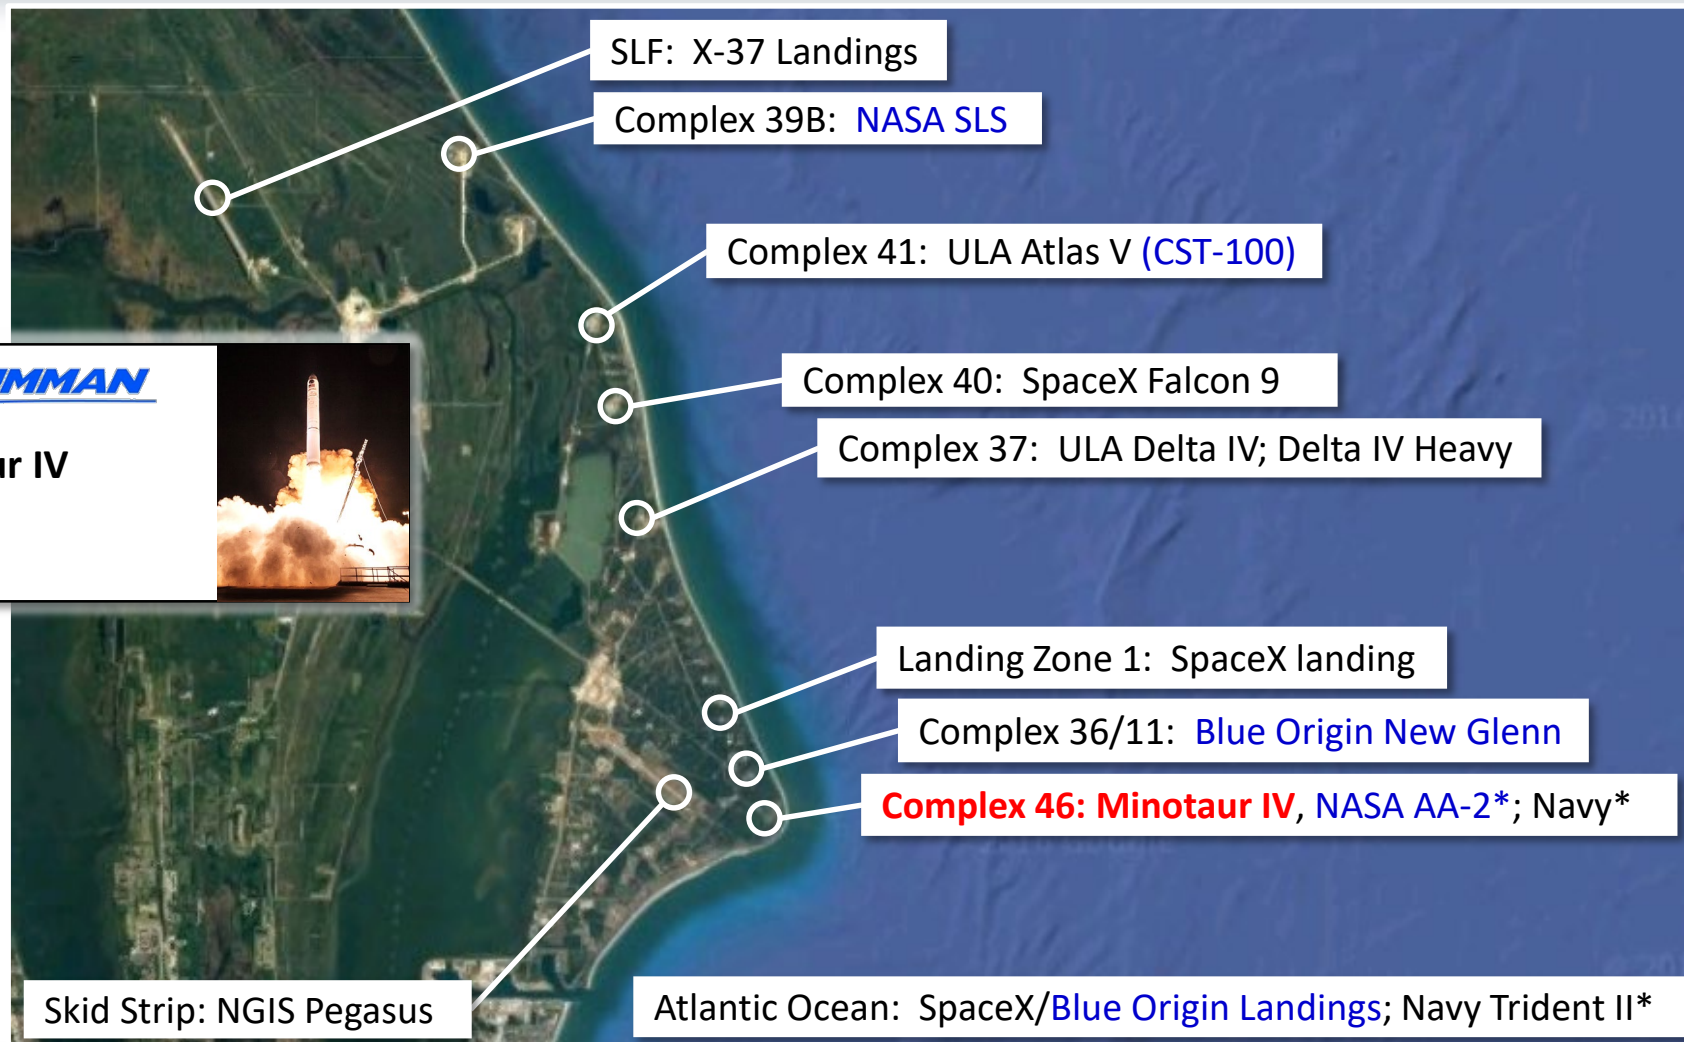 SLF: X-37 Landings
Complex 39B: NASA SLS
Complex 41: ULA Atlas V (CST-100)
Complex 40: SpaceX Falcon 9
Complex 37: ULA Delta IV; Delta IV Heavy
UMMAN
ur IV
Landing Zone 1: SpaceX landing
Complex 36/11: Blue Origin New Glenn
Complex 46: Minotaur IV, NASA AA-2*; Navy*
Skid Strip: NGIS Pegasus
Atlantic Ocean: SpaceX/Blue Origin Landings; Navy Trident II*